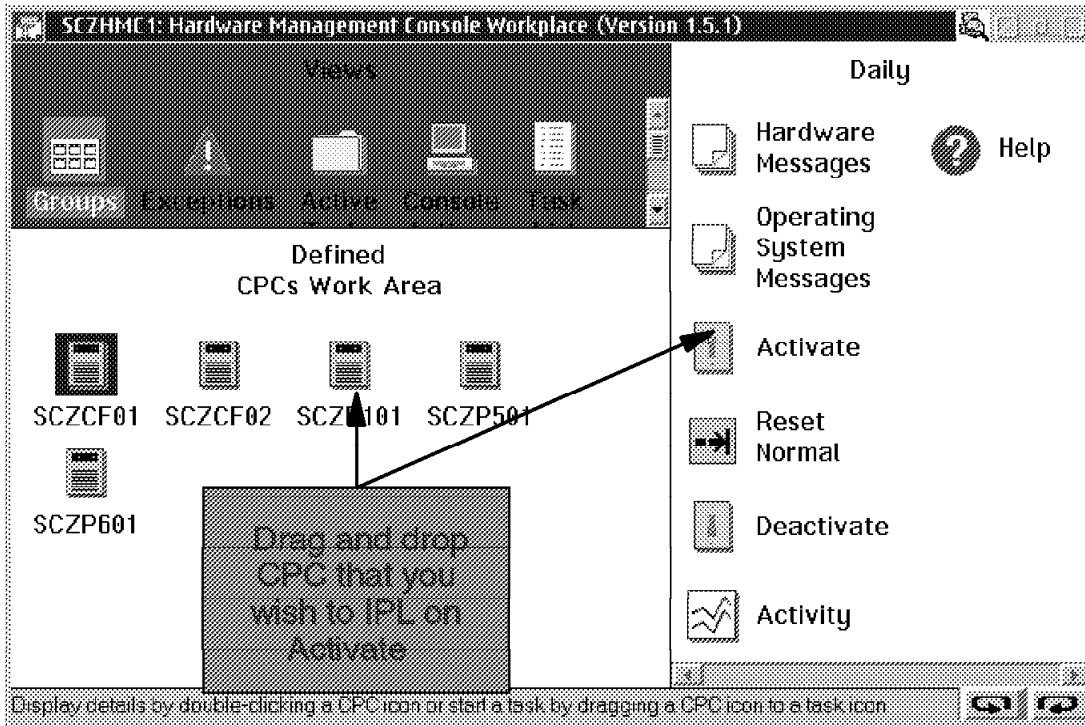 SCZHMC1: Hardware Management Console Workplace (Version 1.5.1)
Views
Groups
Exceptions
Active
Console
Task
Defined
CPCs Work Area
SCZCF01
SCZCF02
SCZP101
SCZP501
SCZP601
Drag and drop
CPC that you
wish to IPL on
Activate
Daily
Hardware
Messages
Help
Operating
System
Messages
Activate
Reset
Normal
Deactivate
Activity
Display details by double-clicking a CPC icon or start a task by dragging a CPC icon to a task icon.